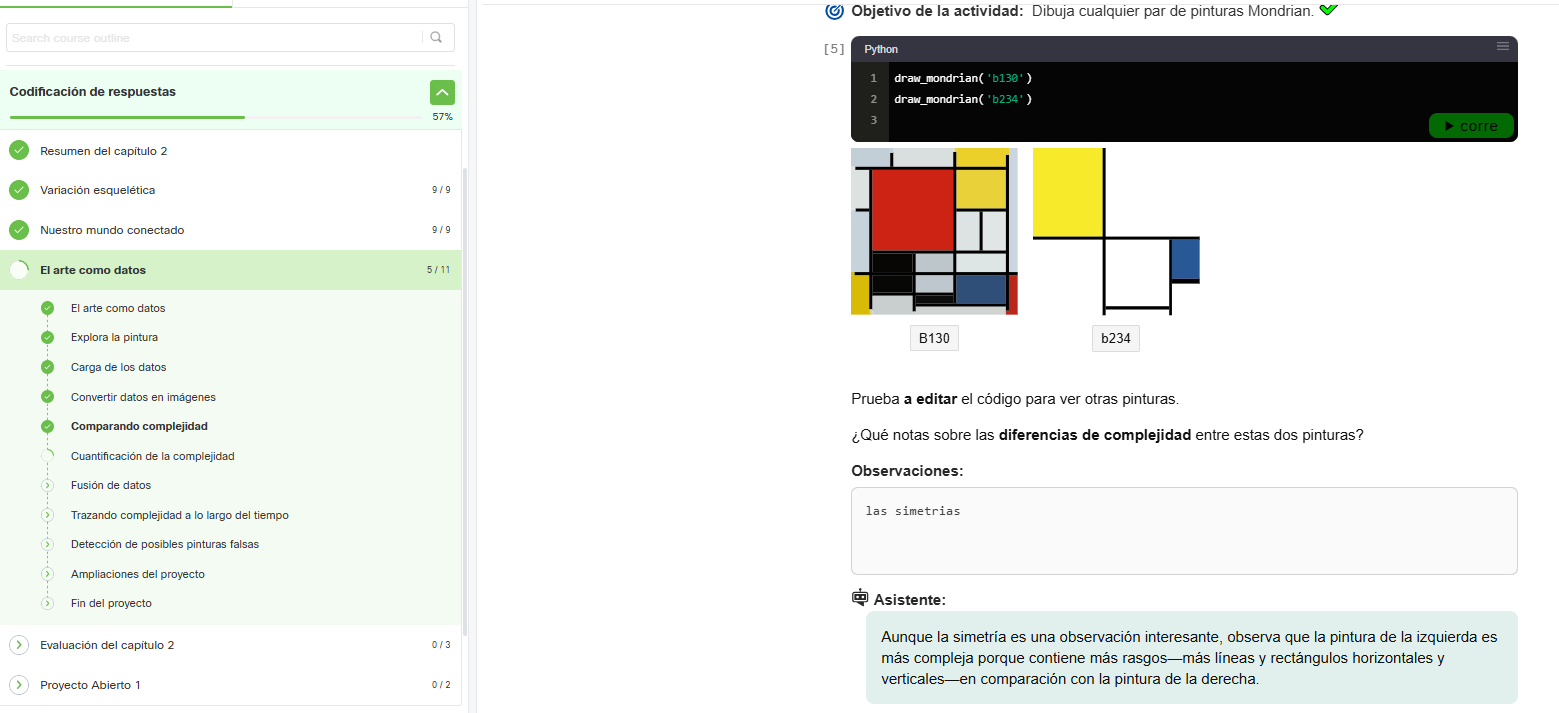 Search course outline
Codificación de respuestas
57%
Resumen del capítulo 2
Variación esquelética 9 / 9
Nuestro mundo conectado 9 / 9
El arte como datos 5 / 11
El arte como datos
Explora la pintura
Carga de los datos
Convertir datos en imágenes
Comparando complejidad
Cuantificación de la complejidad
Fusión de datos
Trazando complejidad a lo largo del tiempo
Detección de posibles pinturas falsas
Ampliaciones del proyecto
Fin del proyecto
Evaluación del capítulo 2 0 / 3
Proyecto Abierto 1 0 / 2
Objetivo de la actividad: Dibuja cualquier par de pinturas Mondrian.
[5] Python
1 draw_mondrian('b130')
2 draw_mondrian('b234')
3
corre
B130 b234
Prueba a editar el código para ver otras pinturas.
¿Qué notas sobre las diferencias de complejidad entre estas dos pinturas?
Observaciones:
las simetrias
Asistente:
Aunque la simetría es una observación interesante, observa que la pintura de la izquierda es
más compleja porque contiene más rasgos—más líneas y rectángulos horizontales y
verticales—en comparación con la pintura de la derecha.